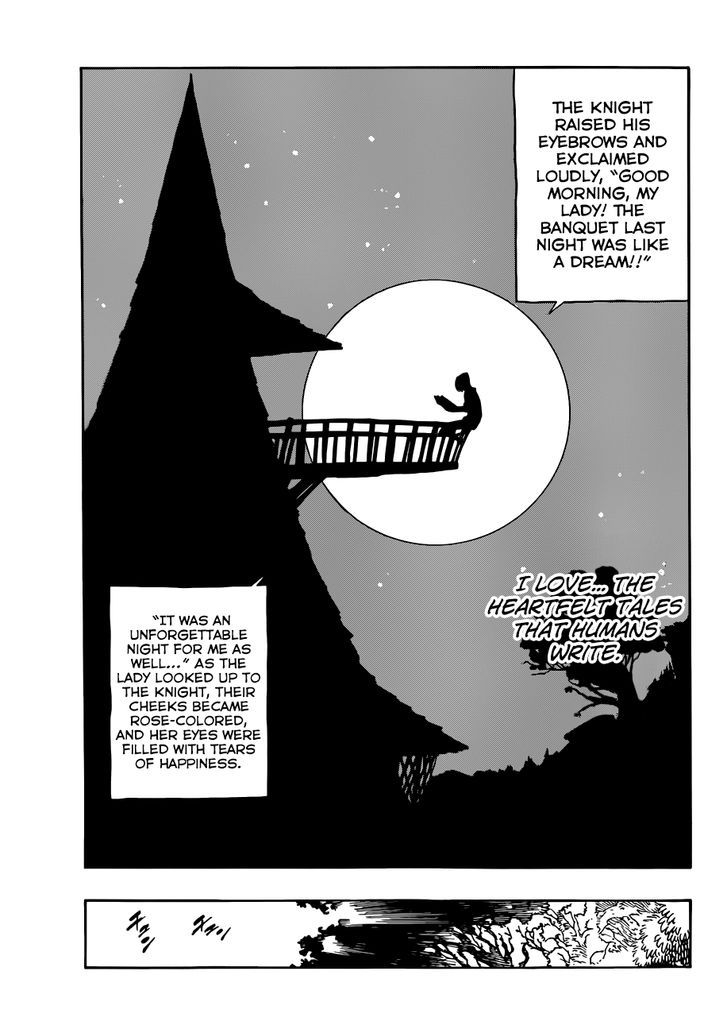 THE KNIGHT
RAISED HIS
EYEBROWS AND
EXCLAIMED
LOUDLY, "GOOD
MORNING, MY
LADY! THE
BANQUET LAST
NIGHT WAS LIKE
A DREAM!!"
I LOVE... THE
HEARTFELT TALES
THAT HUMANS
WRITE.
"IT WAS AN
UNFORGETTABLE
NIGHT FOR ME AS
WELL..." AS THE
LADY LOOKED UP TO
THE KNIGHT, THEIR
CHEEKS BECAME
ROSE-COLORED,
AND HER EYES WERE
FILLED WITH TEARS
OF HAPPINESS.